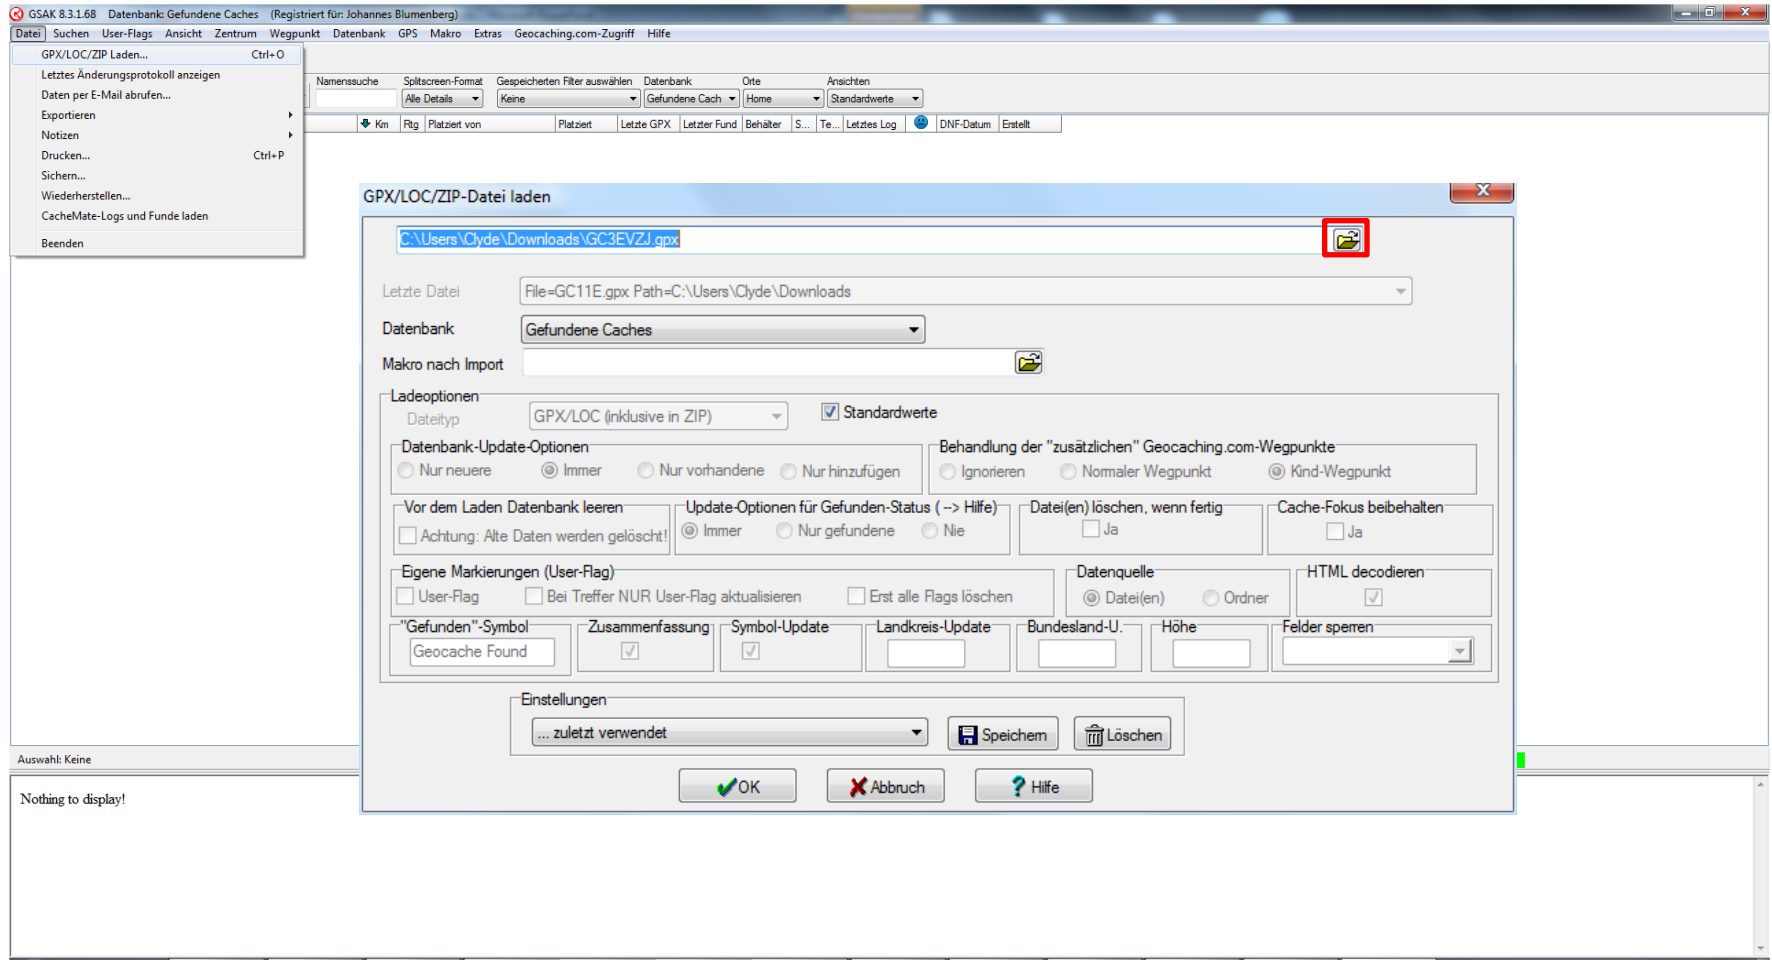 GSAK 8.3.1.68    Datenbank: Gefundene Caches    (Registriert für: Johannes Blumenberg)
Datei Suchen User-Flags Ansicht Zentrum Wegpunkt Datenbank GPS Makro Extras Geocaching.com-Zugriff Hilfe
GPX/LOC/ZIP Laden... Ctrl+O
Letztes Änderungsprotokoll anzeigen
Daten per E-Mail abrufen...
Exportieren
Notizen
Drucken... Ctrl+P
Sichern...
Wiederherstellen...
CacheMate-Logs und Funde laden
Beenden
Namenssuche Splitscreen-Format Gespeicherten Filter auswählen Datenbank Orte Ansichten
Alle Details Keine Gefundene Cach Home Standardwerte
Km Rtg Platziert von Platziert Letzte GPX Letzter Fund Behälter S... Te... Letztes Log DNF-Datum Erstellt
GPX/LOC/ZIP-Datei laden
C:\Users\Clyde\Downloads\GC3EVZJ.gpx
Letzte Datei File=GC11E.gpx Path=C:\Users\Clyde\Downloads
Datenbank Gefundene Caches
Makro nach Import
Ladeoptionen
Dateityp GPX/LOC (inklusive in ZIP) Standardwerte
Datenbank-Update-Optionen Behandlung der "zusätzlichen" Geocaching.com-Wegpunkte
Nur neuere Immer Nur vorhandene Nur hinzufügen Ignorieren Normaler Wegpunkt Kind-Wegpunkt
Vor dem Laden Datenbank leeren Update-Optionen für Gefunden-Status ( --> Hilfe) Datei(en) löschen, wenn fertig Cache-Fokus beibehalten
Achtung: Alte Daten werden gelöscht! Immer Nur gefundene Nie Ja Ja
Eigene Markierungen (User-Flag) Datenquelle HTML decodieren
User-Flag Bei Treffer NUR User-Flag aktualisieren Erst alle Flags löschen Datei(en) Ordner
"Gefunden"-Symbol Zusammenfassung Symbol-Update Landkreis-Update Bundesland-U. Höhe Felder sperren
Geocache Found
Einstellungen
... zuletzt verwendet Speichern Löschen
OK Abbruch Hilfe
Auswahl: Keine
Nothing to display!